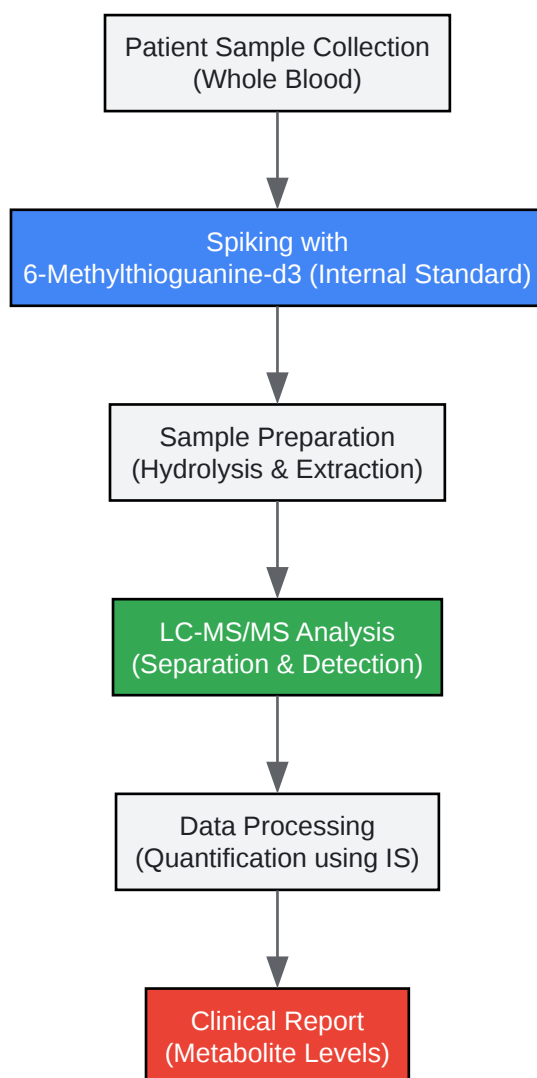 Patient Sample Collection
(Whole Blood)
Spiking with
6-Methylthioguanine-d3 (Internal Standard)
Sample Preparation
(Hydrolysis & Extraction)
LC-MS/MS Analysis
(Separation & Detection)
Data Processing
(Quantification using IS)
Clinical Report
(Metabolite Levels)